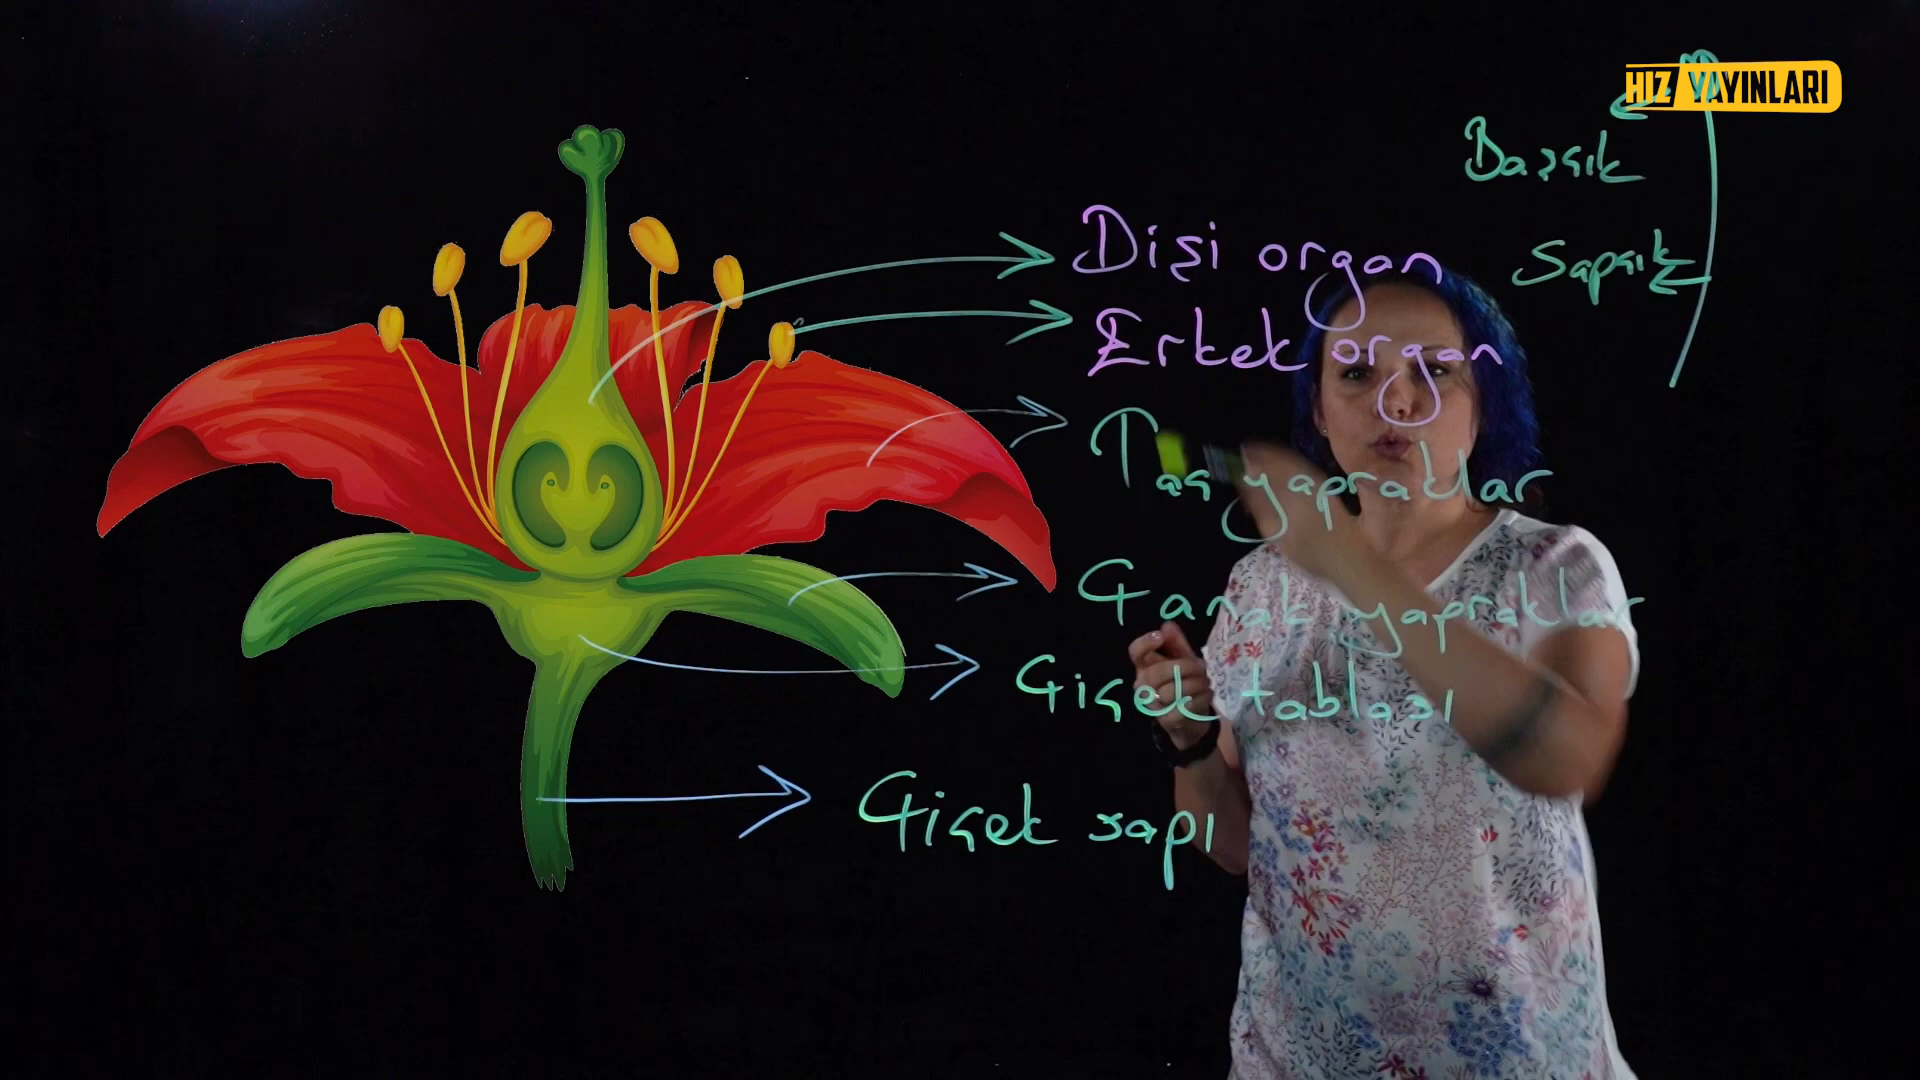 HIZ YAYINLARI
Başçık
Sapçık
Dişi organ
Erkek organ
Taç yapraklar
Çanak yapraklar
Çiçek tablası
Çiçek sapı